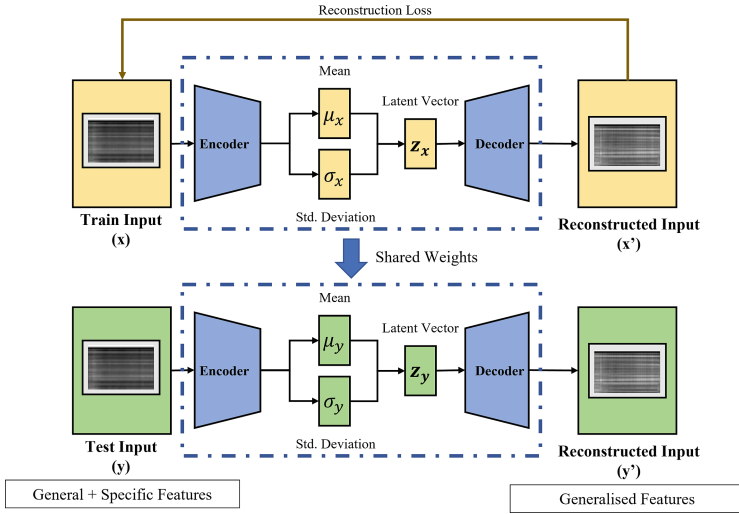 Reconstruction Loss
Mean
Latent Vector
μx
Encoder
zx
Decoder
σx
Train Input
(x)
Std. Deviation
Reconstructed Input
(x’)
Shared Weights
Mean
Latent Vector
μy
Encoder
zy
Decoder
σy
Test Input
(y)
Std. Deviation
Reconstructed Input
(y’)
General + Specific Features
Generalised Features